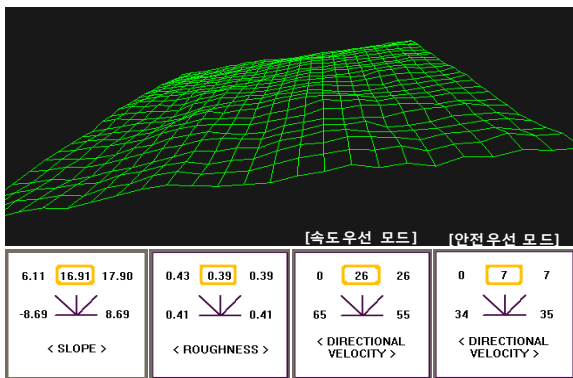 [속도우선 모드] [안전우선 모드]
6.11 16.91 17.90
-8.69 8.69
< SLOPE >
0.43 0.39 0.39
0.41 0.41
< ROUGHNESS >
0 26 26
65 55
< DIRECTIONAL
VELOCITY >
0 7 7
34 35
< DIRECTIONAL
VELOCITY >